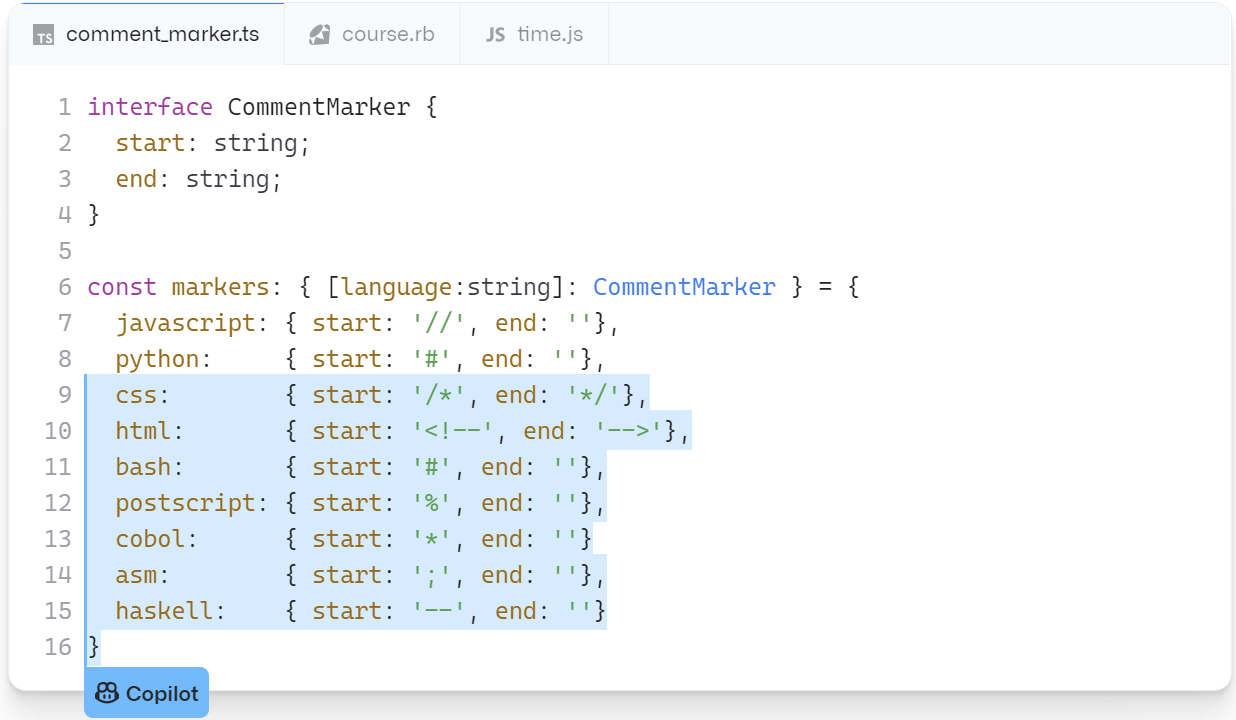 TS comment_marker.ts course.rb JS time.js
1 interface CommentMarker {
2   start: string;
3   end: string;
4 }
5
6 const markers: { [language:string]: CommentMarker } = {
7   javascript: { start: '//', end: ''},
8   python:     { start: '#', end: ''},
9   css:        { start: '/*', end: '*/'},
10   html:       { start: '<!--', end: '-->'},
11   bash:       { start: '#', end: ''},
12   postscript: { start: '%', end: ''},
13   cobol:      { start: '*', end: ''}
14   asm:        { start: ';', end: ''},
15   haskell:    { start: '--', end: ''}
16 }
Copilot